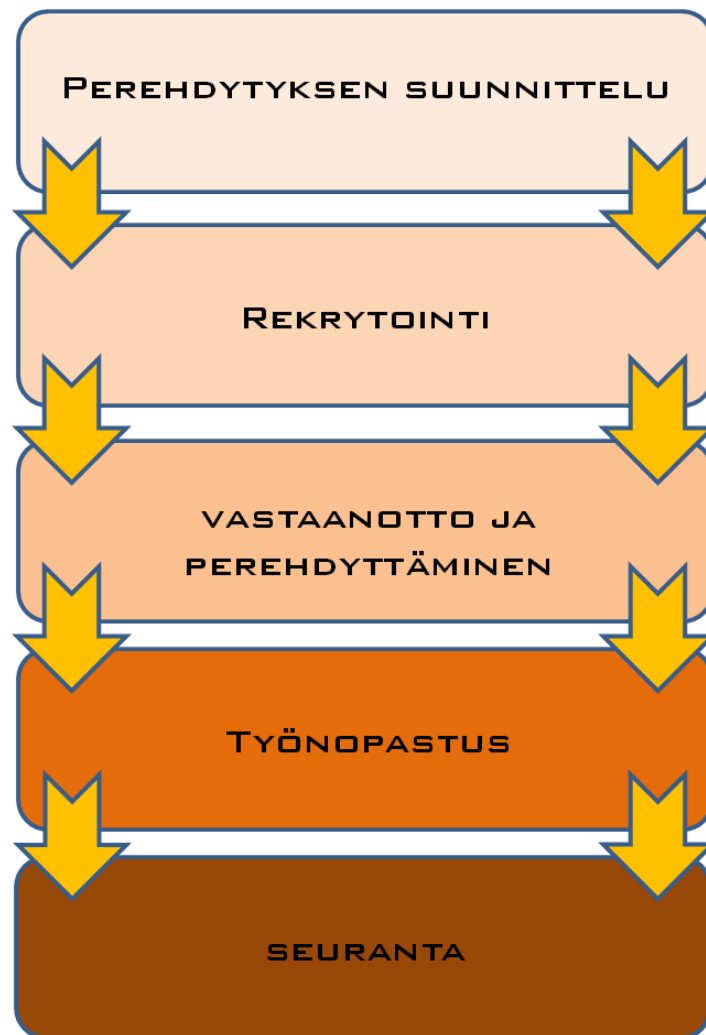 Perehdytyksen suunnittelu
Rekrytointi
vastaanotto ja
perehdyttäminen
Työnopastus
seuranta